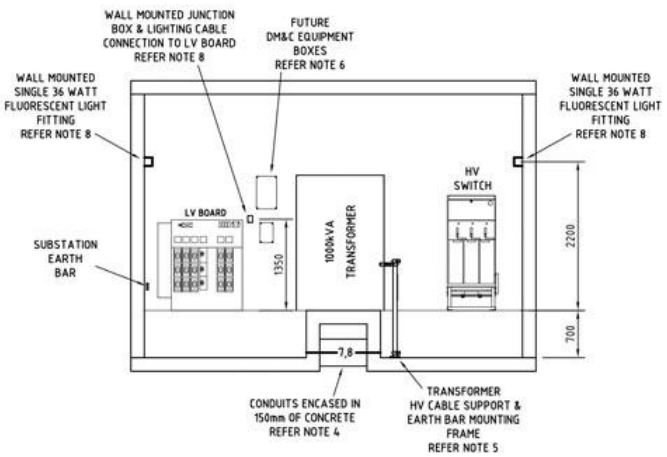 WALL MOUNTED JUNCTION
BOX & LIGHTING CABLE
CONNECTION TO LV BOARD
REFER NOTE 8
FUTURE
DM&C EQUIPMENT
BOXES
REFER NOTE 6
WALL MOUNTED
SINGLE 36 WATT
FLUORESCENT LIGHT
FITTING
REFER NOTE 8
WALL MOUNTED
SINGLE 36 WATT
FLUORESCENT LIGHT
FITTING
REFER NOTE 8
HV
SWITCH
LV BOARD
1000kVA
TRANSFORMER
SUBSTATION
EARTH
BAR
1350
2200
700
7,8
CONDUITS ENCASED IN
150mm OF CONCRETE
REFER NOTE 4
TRANSFORMER
HV CABLE SUPPORT &
EARTH BAR MOUNTING
FRAME
REFER NOTE 5